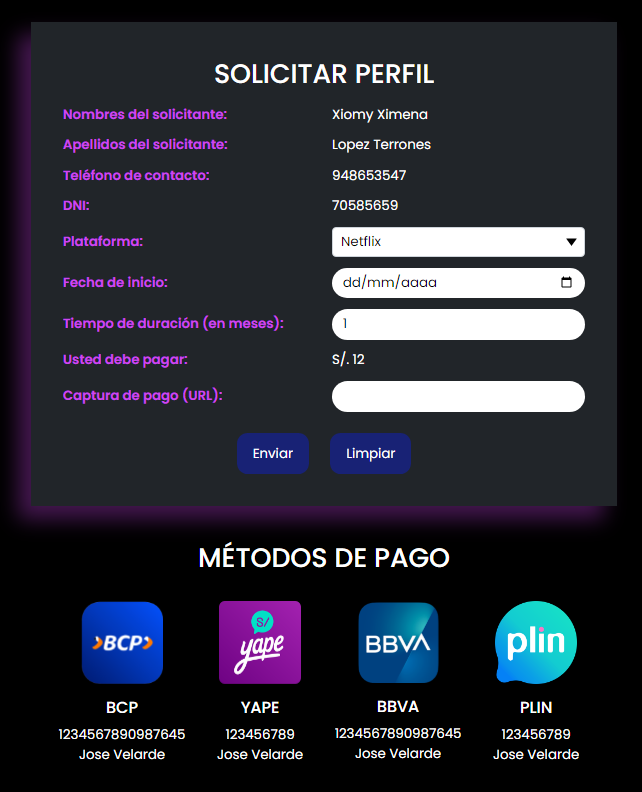 SOLICITAR PERFIL
Nombres del solicitante: Xiomy Ximena
Apellidos del solicitante: Lopez Terrones
Teléfono de contacto: 948653547
DNI: 70585659
Plataforma: Netflix
Fecha de inicio: dd/mm/aaaa
Tiempo de duración (en meses): 1
Usted debe pagar: S/. 12
Captura de pago (URL):
Enviar Limpiar
MÉTODOS DE PAGO
BCP S/ yape BBVA plin
BCP YAPE BBVA PLIN
1234567890987645 123456789 1234567890987645 123456789
Jose Velarde Jose Velarde Jose Velarde Jose Velarde